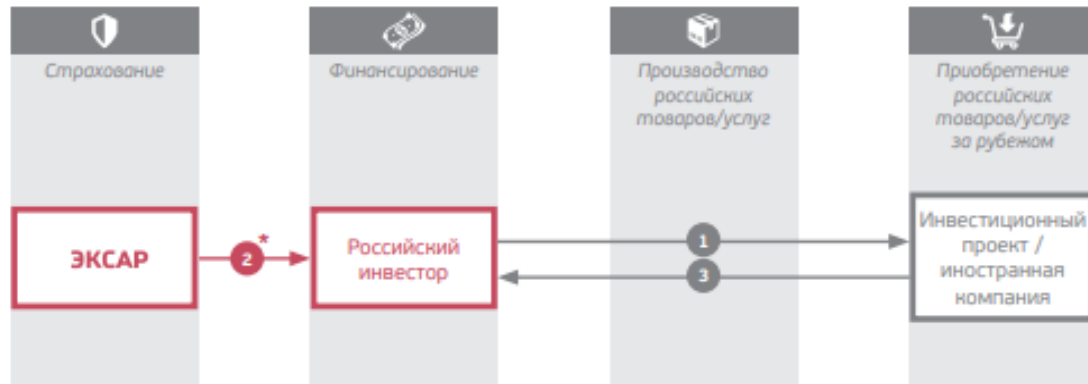 Страхование
Финансирование
Производство
российских
товаров/услуг
Приобретение
российских
товаров/услуг
за рубежом
ЭКСАР
2*
Российский
инвестор
1
3
Инвестиционный
проект /
иностранная
компания